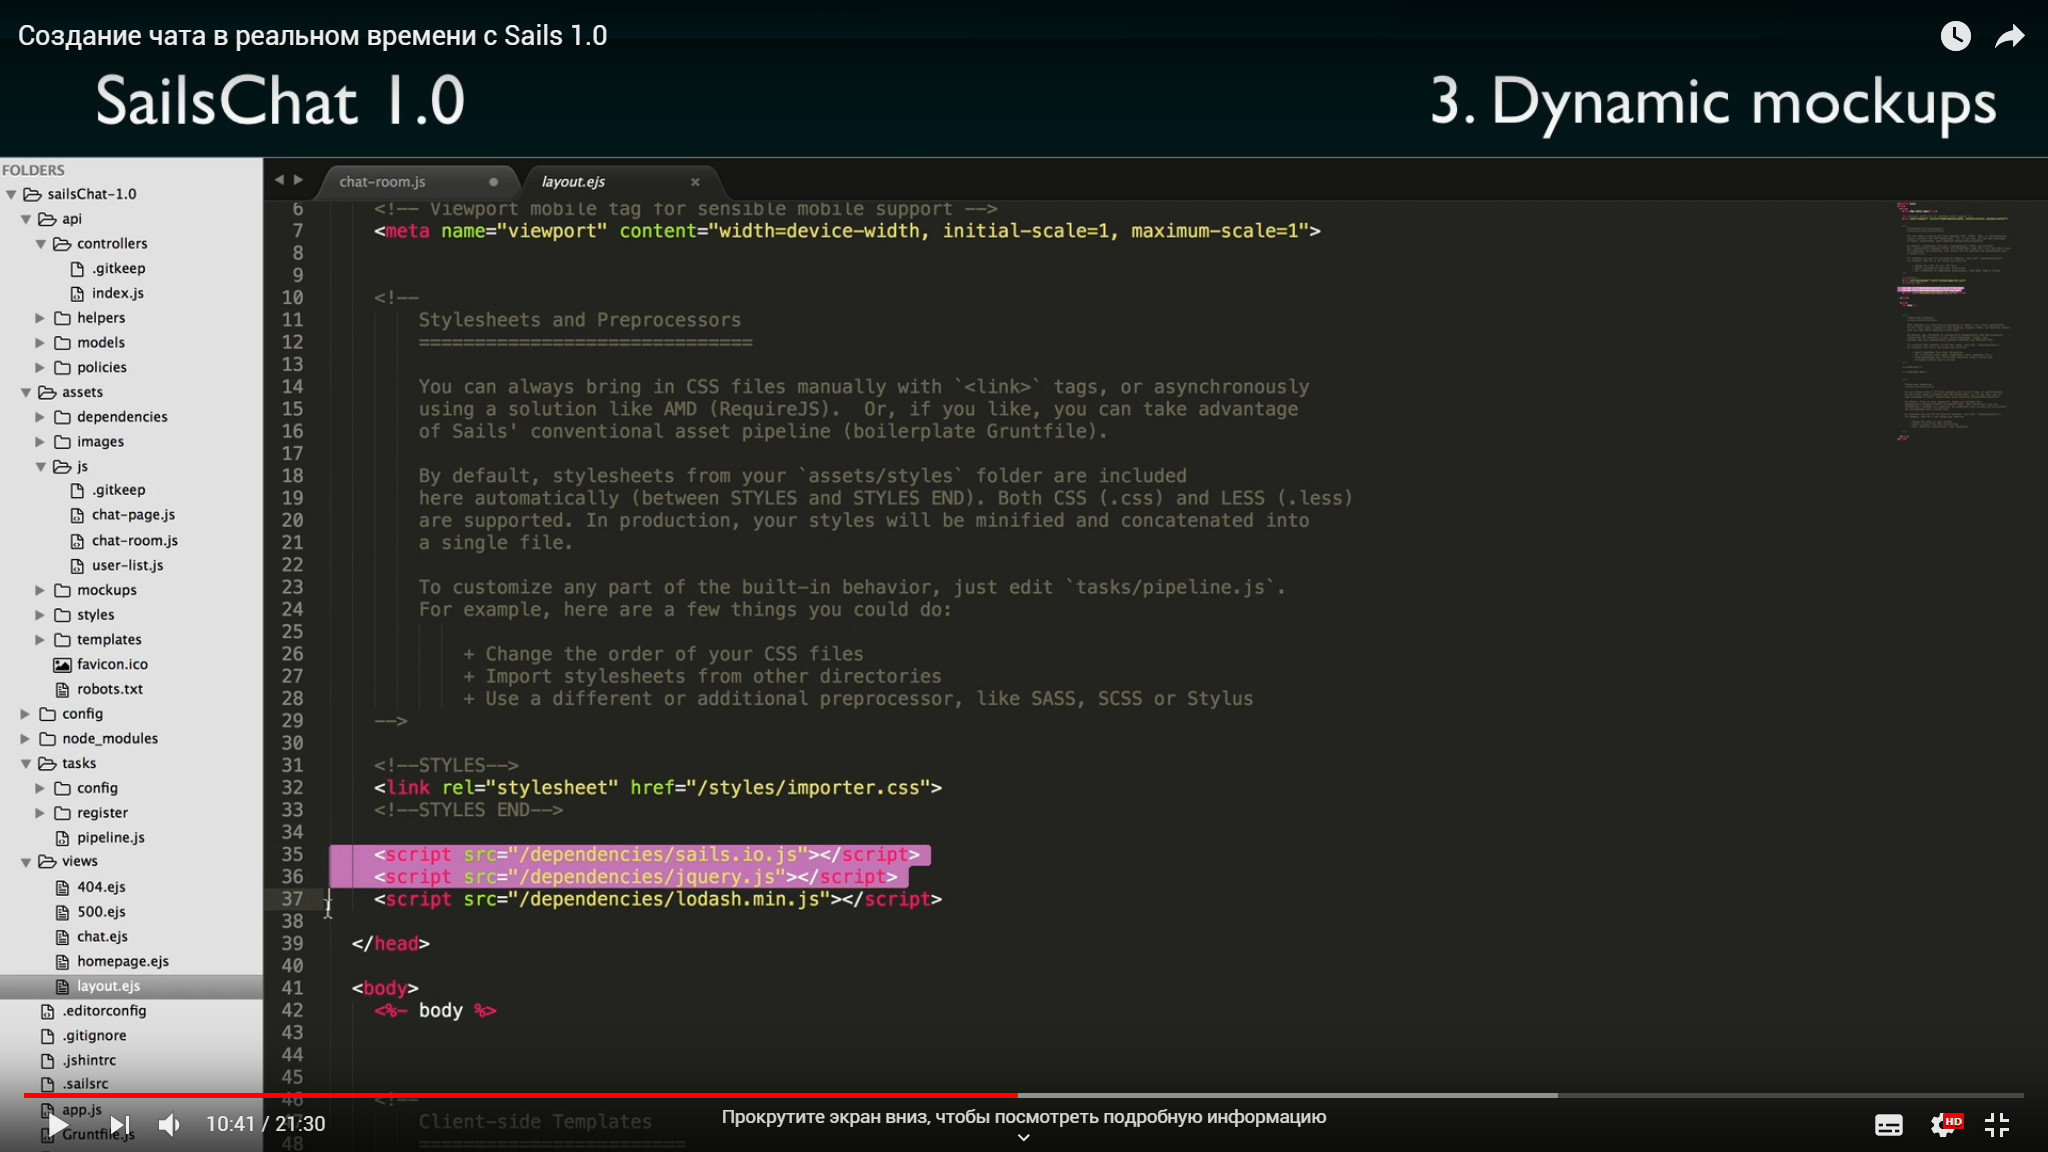 Создание чата в реальном времени с Sails 1.0
SailsChat 1.0
3. Dynamic mockups
FOLDERS
sailsChat-1.0
api
controllers
.gitkeep
index.js
helpers
models
policies
assets
dependencies
images
js
.gitkeep
chat-page.js
chat-room.js
user-list.js
mockups
styles
templates
favicon.ico
robots.txt
config
node_modules
tasks
config
register
pipeline.js
views
404.ejs
500.ejs
chat.ejs
homepage.ejs
layout.ejs
.editorconfig
.gitignore
.jshintrc
.sailsrc
app.js
Gruntfile.js
chat-room.js
layout.ejs
6 <!-- Viewport mobile tag for sensible mobile support -->
7 <meta name="viewport" content="width=device-width, initial-scale=1, maximum-scale=1">
8
9
10 <!--
11 Stylesheets and Preprocessors
12 ==============================
13
14 You can always bring in CSS files manually with `<link>` tags, or asynchronously
15 using a solution like AMD (RequireJS).  Or, if you like, you can take advantage
16 of Sails' conventional asset pipeline (boilerplate Gruntfile).
17
18 By default, stylesheets from your `assets/styles` folder are included
19 here automatically (between STYLES and STYLES END). Both CSS (.css) and LESS (.less)
20 are supported. In production, your styles will be minified and concatenated into
21 a single file.
22
23 To customize any part of the built-in behavior, just edit `tasks/pipeline.js`.
24 For example, here are a few things you could do:
25
26 + Change the order of your CSS files
27 + Import stylesheets from other directories
28 + Use a different or additional preprocessor, like SASS, SCSS or Stylus
29 -->
30
31 <!--STYLES-->
32 <link rel="stylesheet" href="/styles/importer.css">
33 <!--STYLES END-->
34
35 <script src="/dependencies/sails.io.js"></script>
36 <script src="/dependencies/jquery.js"></script>
37 <script src="/dependencies/lodash.min.js"></script>
38
39 </head>
40
41 <body>
42 <%- body %>
43
44
45
46 <!--
47 Client-side Templates
48 ========================
10:41 / 21:30
Прокрутите экран вниз, чтобы посмотреть подробную информацию
HD